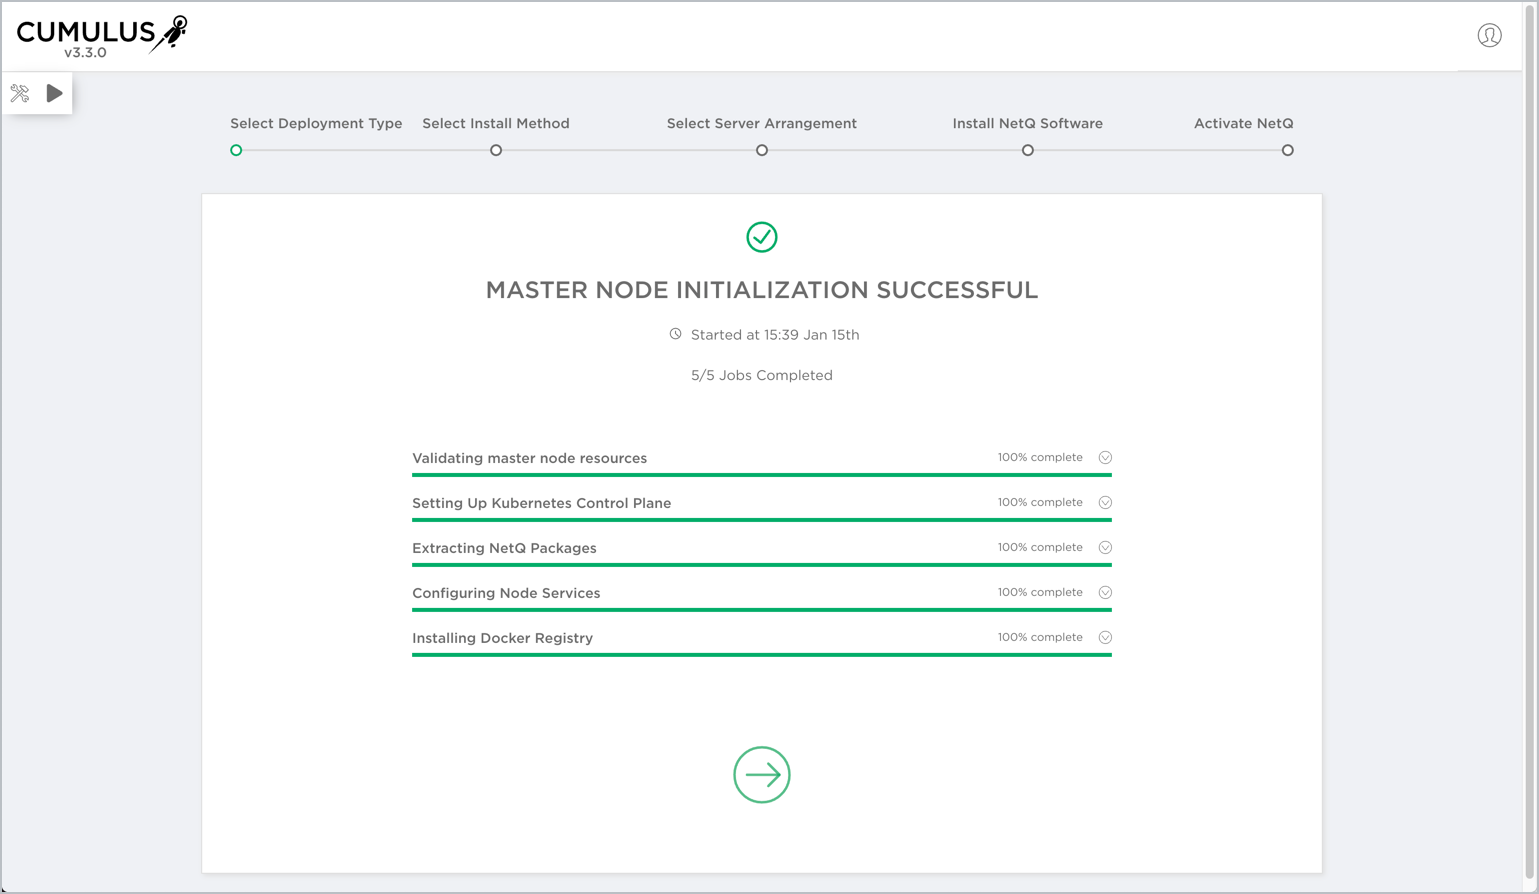 CUMULUS
v3.3.0
Select Deployment Type Select Install Method Select Server Arrangement Install NetQ Software Activate NetQ
MASTER NODE INITIALIZATION SUCCESSFUL
Started at 15:39 Jan 15th
5/5 Jobs Completed
Validating master node resources 100% complete
Setting Up Kubernetes Control Plane 100% complete
Extracting NetQ Packages 100% complete
Configuring Node Services 100% complete
Installing Docker Registry 100% complete